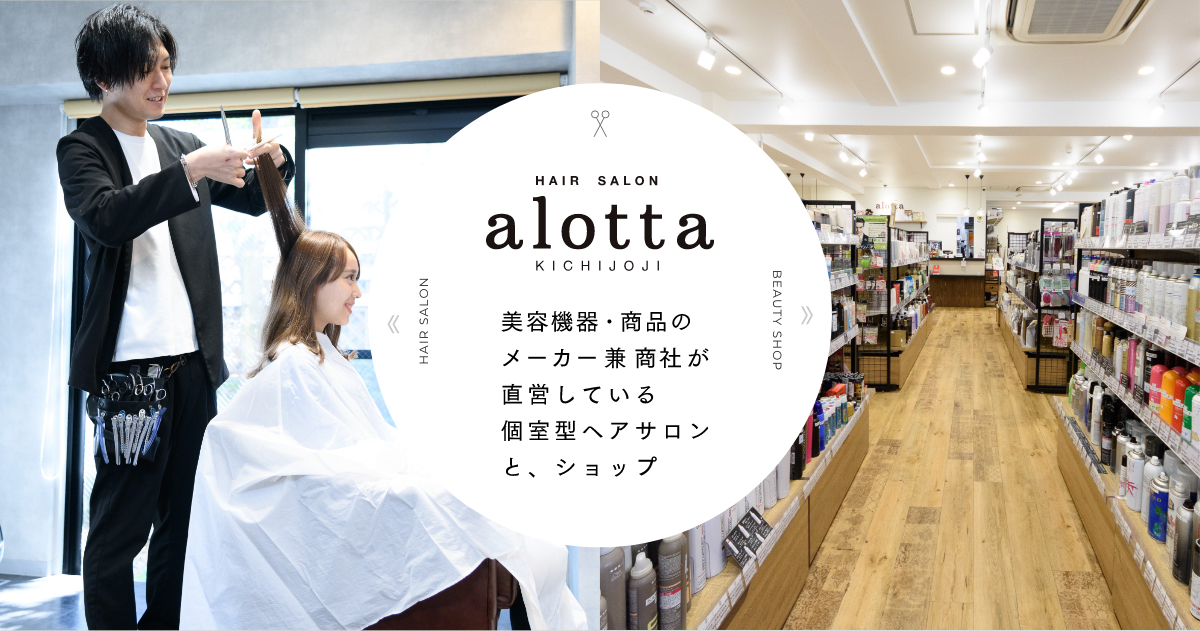 HAIR SALON
alotta
KICHIJOJI
美容機器・商品の
メーカー兼商社が
直営している
個室型ヘアサロン
と、ショップ
HAIR SALON
BEAUTY SHOP
alotta